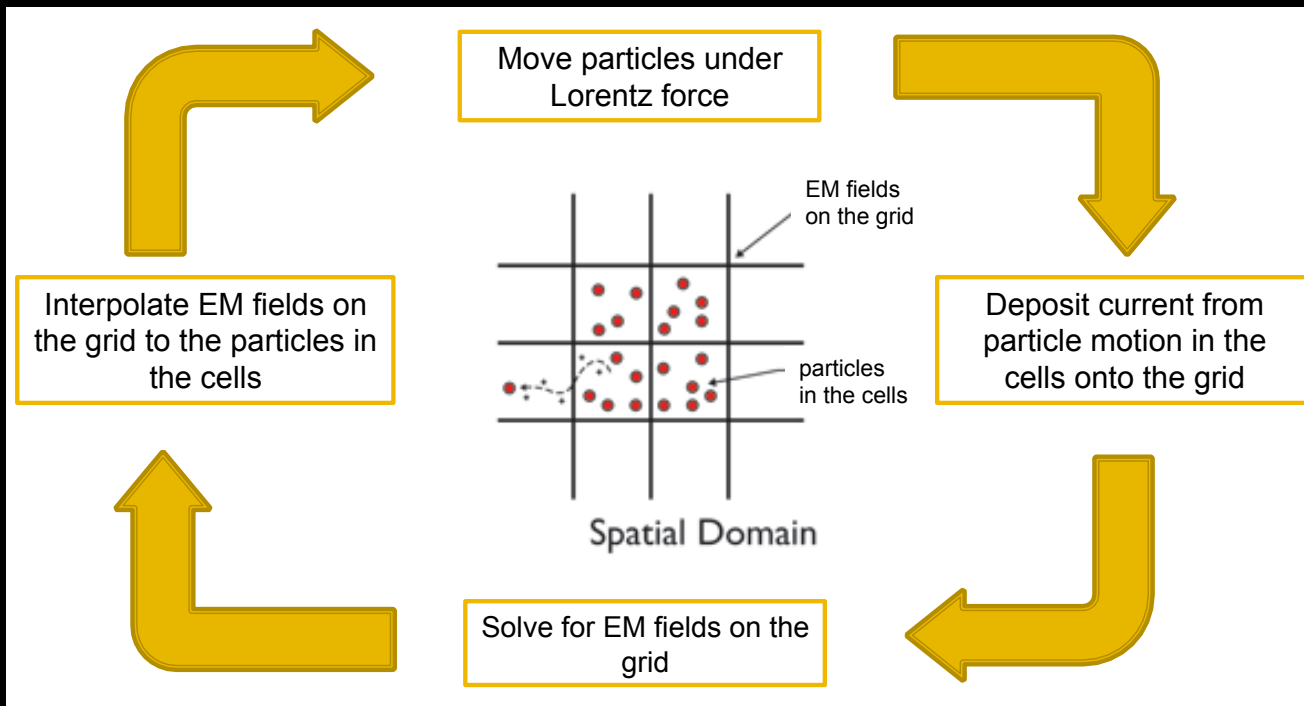 Move particles under
Lorentz force
EM fields
on the grid
Interpolate EM fields on
the grid to the particles in
the cells
Deposit current from
particle motion in the
cells onto the grid
particles
in the cells
Spatial Domain
Solve for EM fields on the
grid